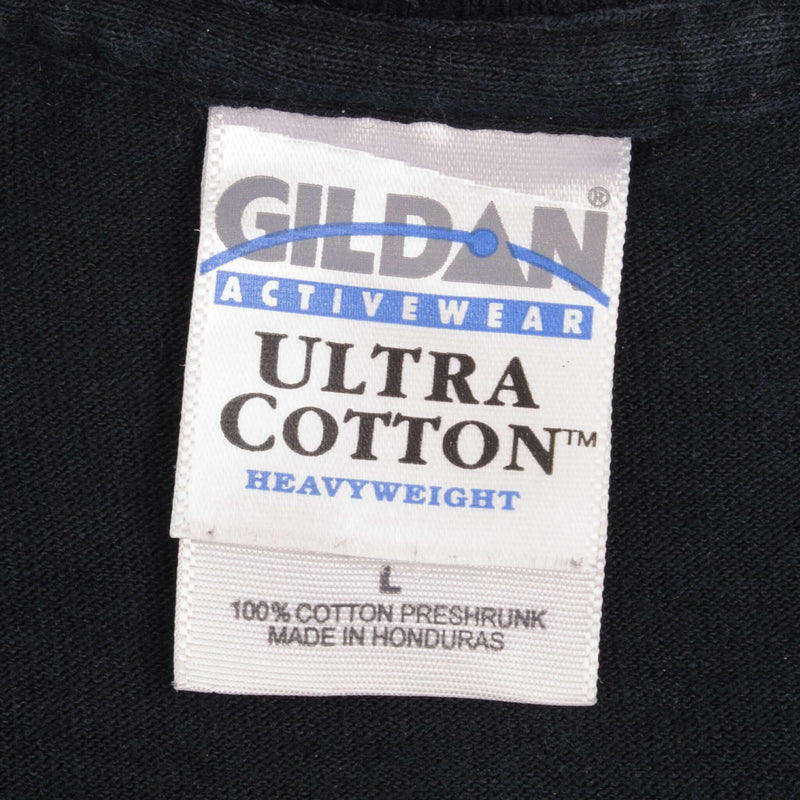 GILDAN®
ACTIVEWEAR
ULTRA
COTTON™
HEAVYWEIGHT
L
100% COTTON PRESHRUNK
MADE IN HONDURAS